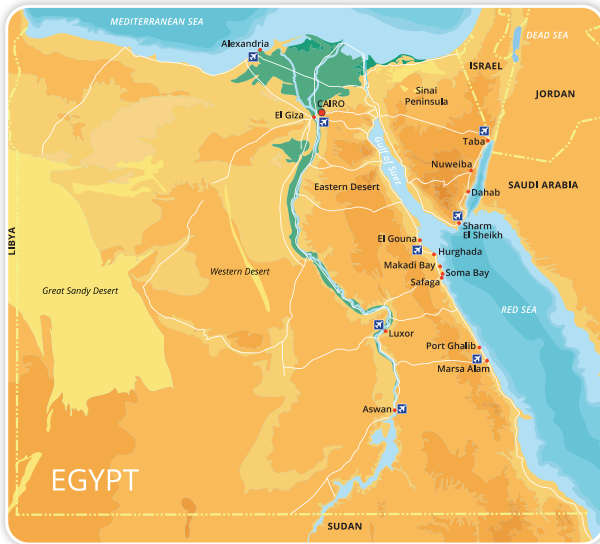 MEDITERRANEAN SEA
DEAD SEA
Alexandria
ISRAEL
Sinai
Peninsula
JORDAN
CAIRO
El Giza
Taba
Gulf of Suez
Nuweiba
Eastern Desert
Dahab
SAUDI ARABIA
Sharm
El Sheikh
LIBYA
El Gouna
Hurghada
Makadi Bay
Soma Bay
Safaga
Western Desert
Great Sandy Desert
RED SEA
Luxor
Port Ghalib
Marsa Alam
Aswan
EGYPT
SUDAN